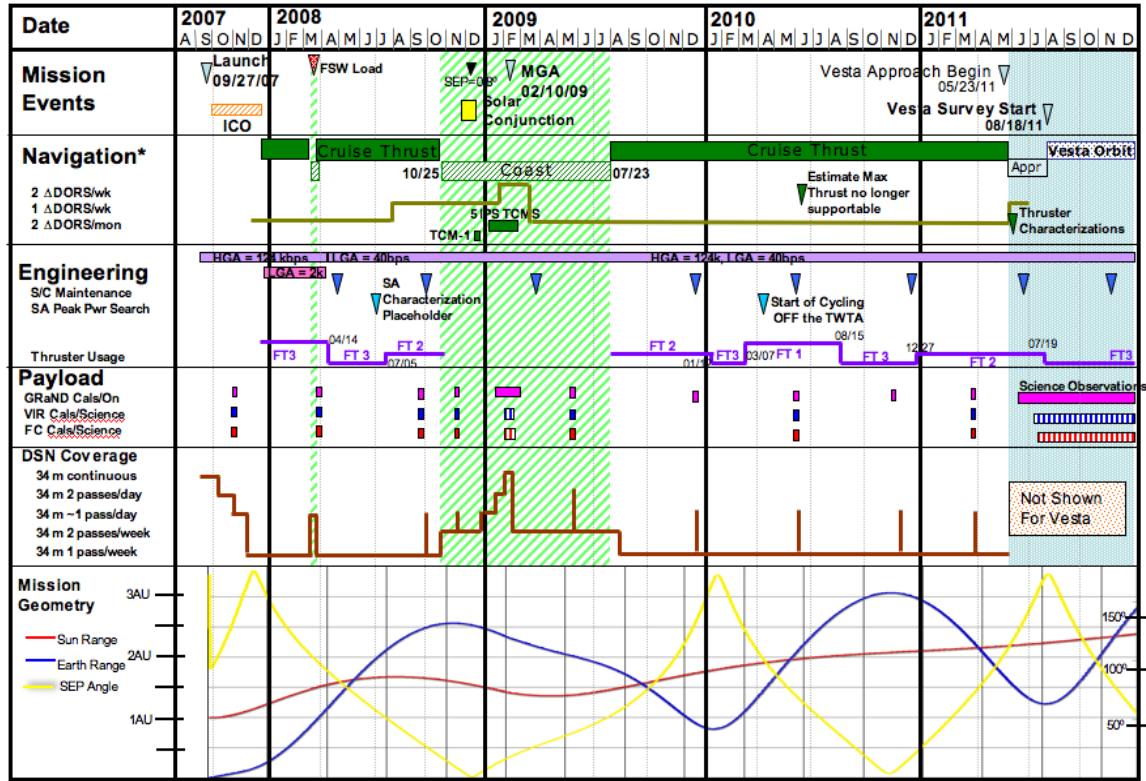 Date
2007 2008 2009 2010 2011
A S O N D J F M A M J J A S O N D J F M A M J J A S O N D J F M A M J J A S O N D J F M A M J J A S O N D
Mission
Events
Launch
09/27/07
ICO
FSW Load
SEP=0.8º
Solar
Conjunction
MGA
02/10/09
Vesta Approach Begin
05/23/11
Vesta Survey Start
08/18/11
Navigation*
2 ΔDORS/wk
1 ΔDORS/wk
2 ΔDORS/mon
Cruise Thrust
10/25
Coast
07/23
Cruise Thrust
Vesta Orbit
Appr
5 IPS TCMS
TCM-1
Estimate Max
Thrust no longer
supportable
Thruster
Characterizations
Engineering
S/C Maintenance
SA Peak Pwr Search
HGA = 124 kbps
LGA = 40bps
HGA = 124k, LGA = 40bps
LGA = 2k
SA
Characterization
Placeholder
Start of Cycling
OFF the TWTA
Thruster Usage
FT3
04/14
FT 3
07/05
FT 2
FT 2
FT3
03/07
FT 1
08/15
FT 3
12/27
FT 2
07/19
FT3
Payload
GRaND Cals/On
VIR Cals/Science
FC Cals/Science
Science Observations
DSN Coverage
34 m continuous
34 m 2 passes/day
34 m ~1 pass/day
34 m 2 passes/week
34 m 1 pass/week
Not Shown
For Vesta
Mission
Geometry
Sun Range
Earth Range
SEP Angle
3AU
2AU
1AU
150º
100º
50º